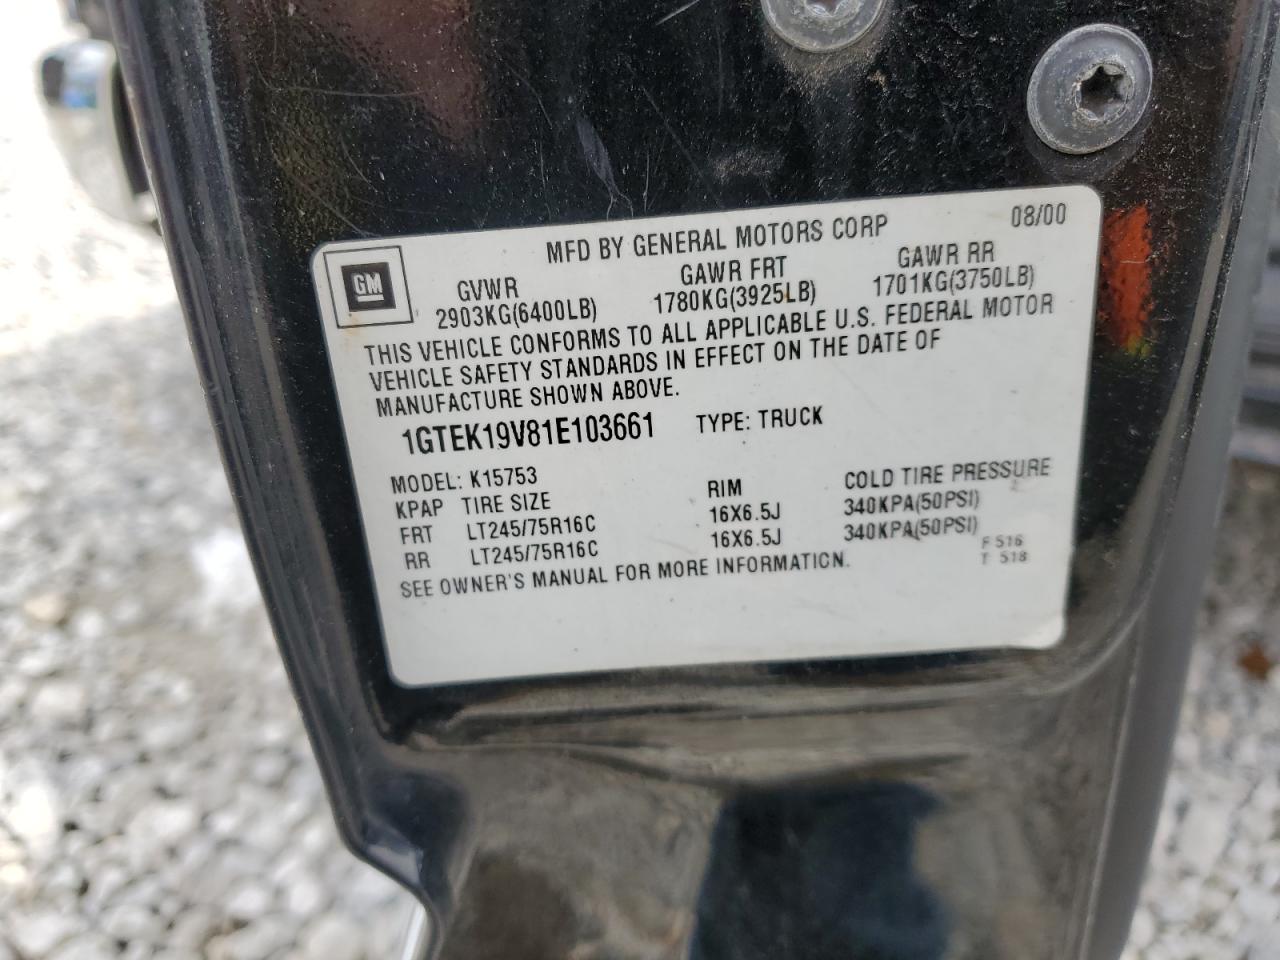 MFD BY GENERAL MOTORS CORP 08/00
GM
GVWR GAWR FRT GAWR RR
2903KG(6400LB) 1780KG(3925LB) 1701KG(3750LB)
THIS VEHICLE CONFORMS TO ALL APPLICABLE U.S. FEDERAL MOTOR
VEHICLE SAFETY STANDARDS IN EFFECT ON THE DATE OF
MANUFACTURE SHOWN ABOVE.
1GTEK19V81E103661 TYPE: TRUCK
MODEL: K15753
KPAP TIRE SIZE RIM COLD TIRE PRESSURE
FRT LT245/75R16C 16X6.5J 340KPA(50PSI)
RR LT245/75R16C 16X6.5J 340KPA(50PSI)
SEE OWNER'S MANUAL FOR MORE INFORMATION.
F 516
T 518